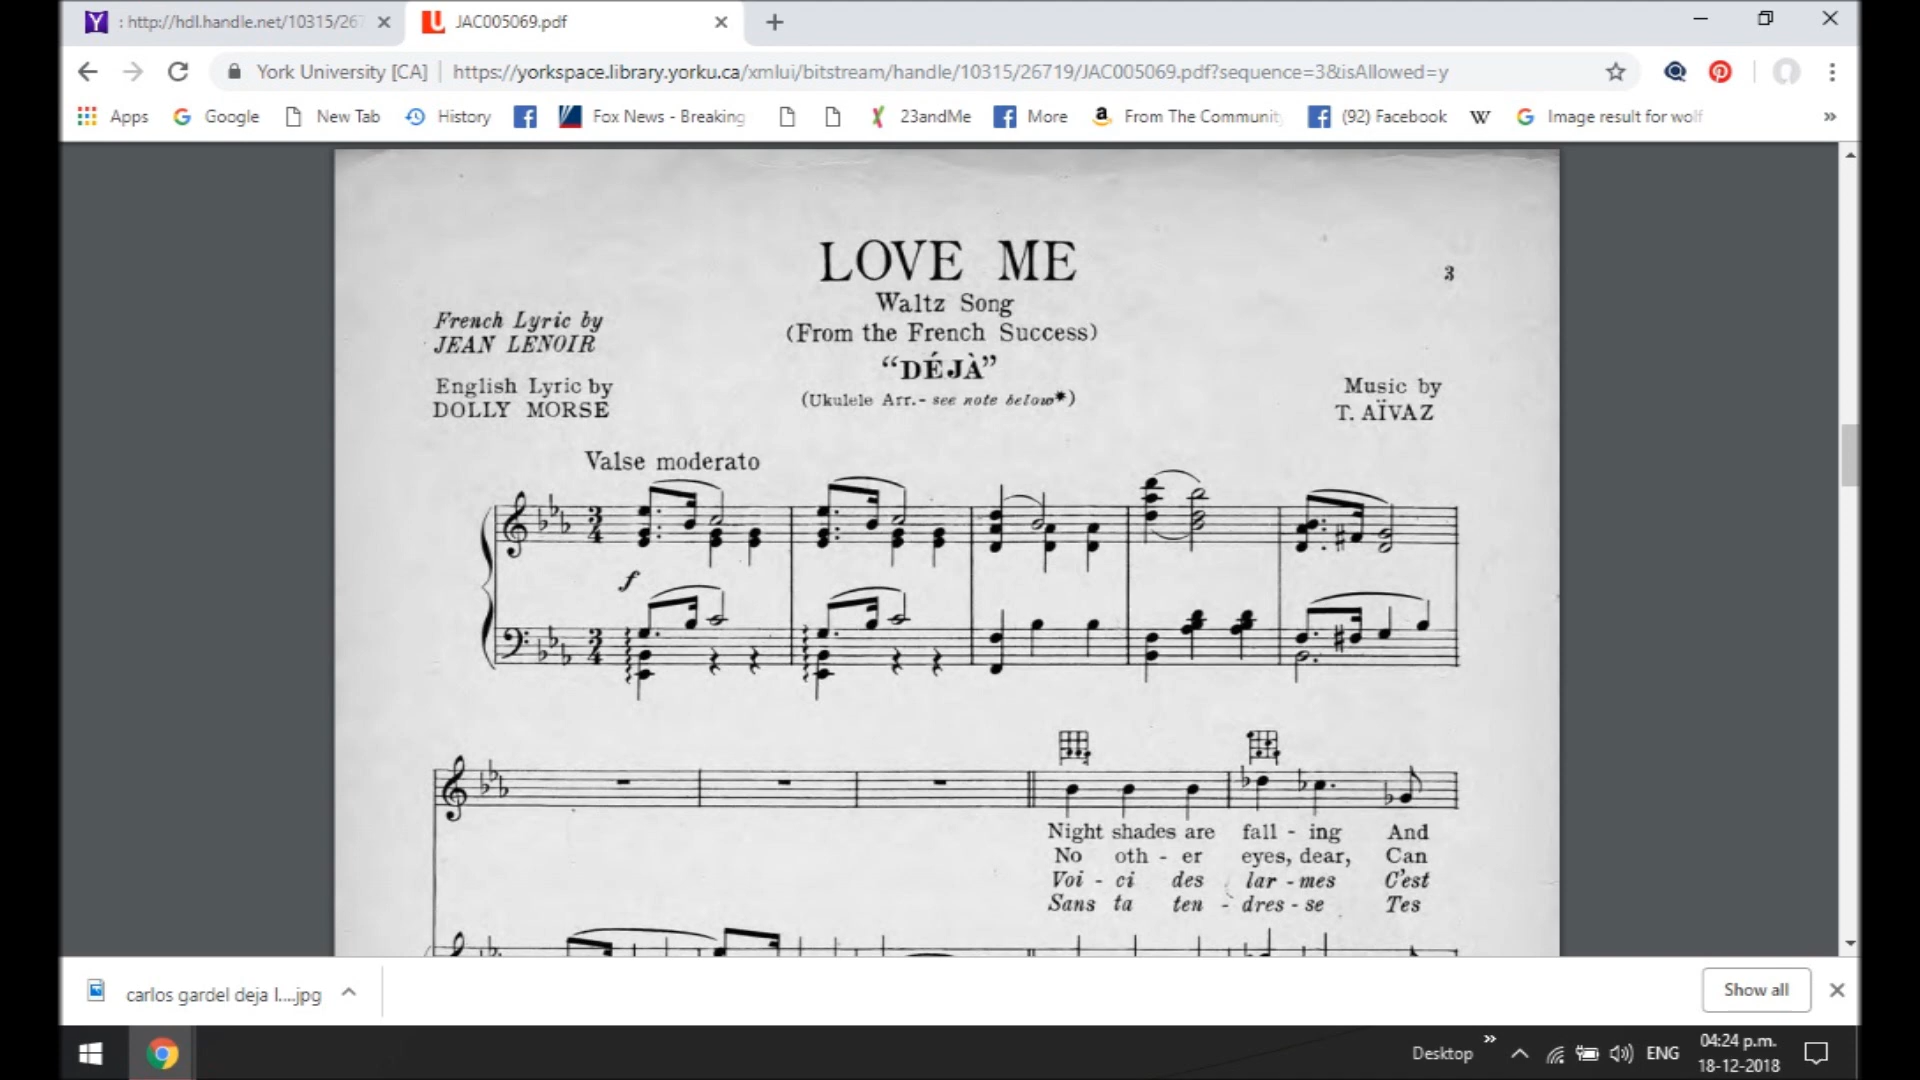 : http://hdl.handle.net/10315/267
JAC005069.pdf
York University [CA]
https://yorkspace.library.yorku.ca/xmlui/bitstream/handle/10315/26719/JAC005069.pdf?sequence=3&isAllowed=y
Apps Google New Tab History Fox News - Breaking 23andMe More From The Communit (92) Facebook W Image result for wolf
LOVE ME
3
Waltz Song
(From the French Success)
“DÉJÀ”
(Ukulele Arr.- see note below*)
French Lyric by
JEAN LENOIR
English Lyric by
DOLLY MORSE
Music by
T. AÏVAZ
Valse moderato
f
Night shades are fall - ing And
No oth - er eyes, dear, Can
Voi - ci des lar - mes C'est
Sans ta ten - dres - se Tes
carlos gardel deja l....jpg
Show all
Desktop
ENG
04:24 p.m.
18-12-2018